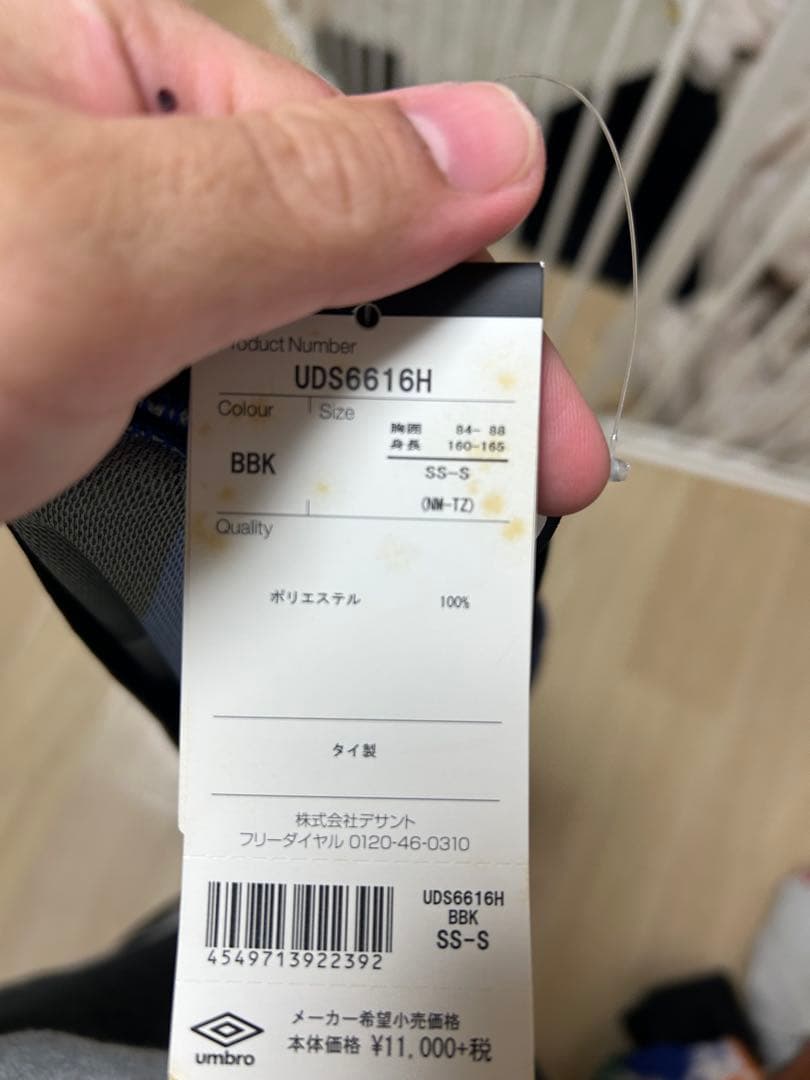 Product Number
UDS6616H
Colour Size
胸囲 84- 88
身長 160-165
BBK
SS-S
(NM-TZ)
Quality
ポリエステル 100%
タイ製
株式会社デサント
フリーダイヤル 0120-46-0310
UDS6616H
BBK
SS-S
4549713922392
umbro
メーカー希望小売価格
本体価格 ¥11,000+税